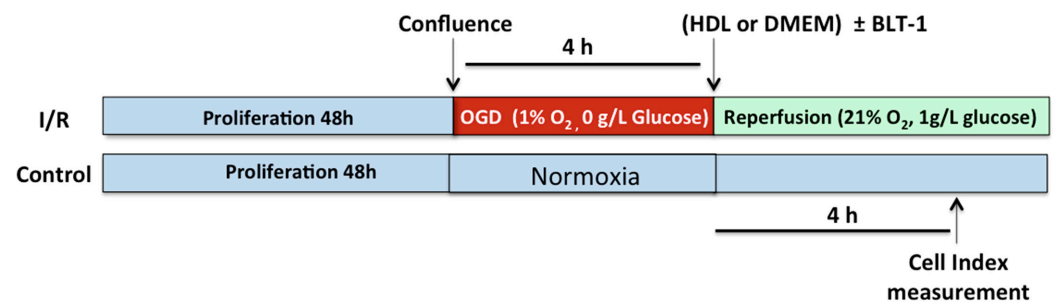 Confluence
(HDL or DMEM) ± BLT-1
4 h
I/R
Proliferation 48h
OGD (1% O₂, 0 g/L Glucose)
Reperfusion (21% O₂, 1g/L glucose)
Control
Proliferation 48h
Normoxia
4 h
Cell Index
measurement